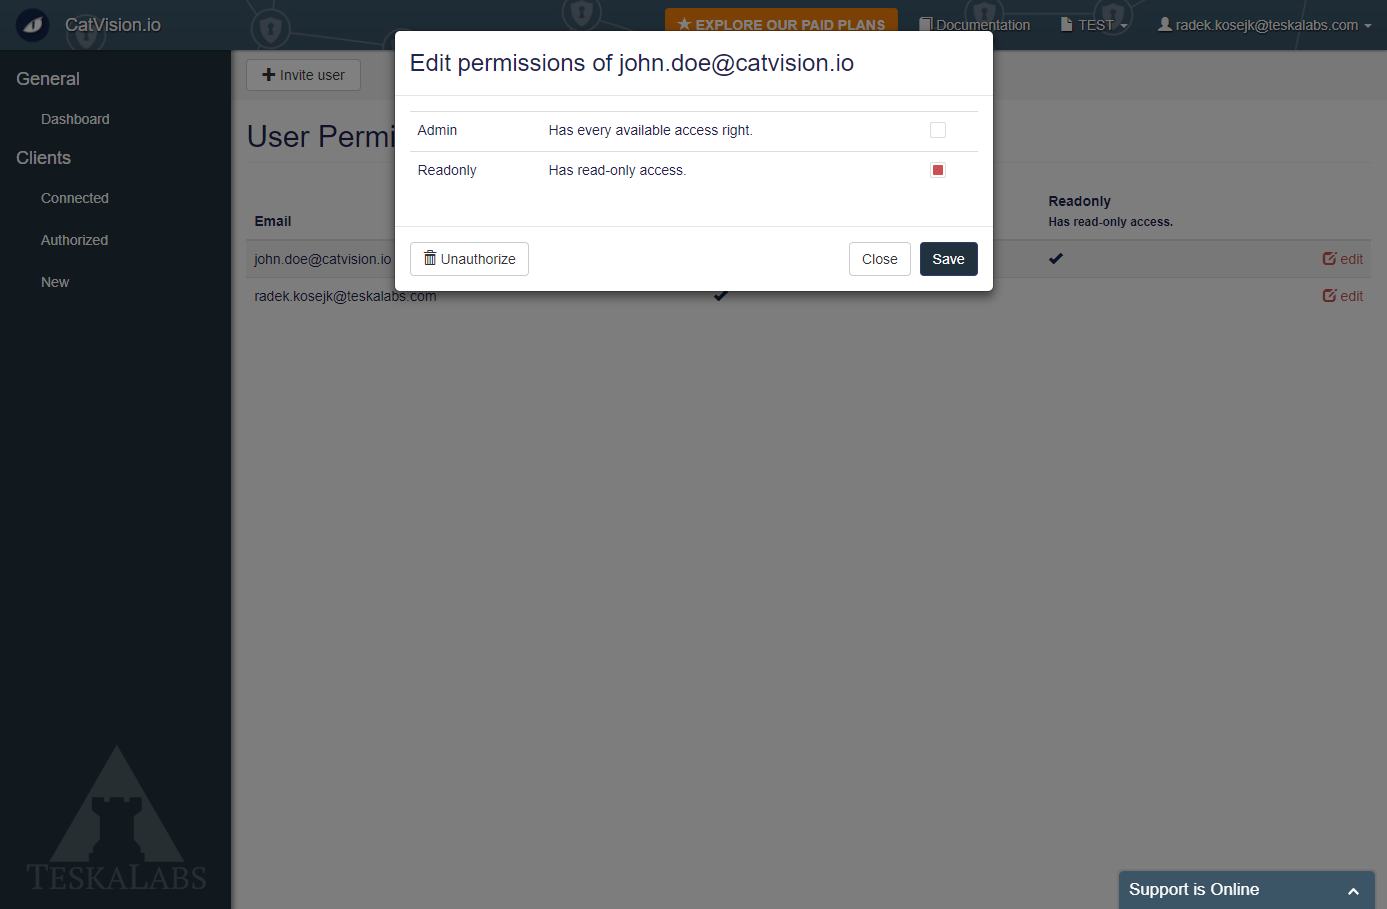 CatVision.io
EXPLORE OUR PAID PLANS
Documentation
TEST
radek.kosejk@teskalabs.com
General
Dashboard
Clients
Connected
Authorized
New
TESKALABS
Invite user
User Permi
Email
Readonly
Has read-only access.
john.doe@catvision.io
edit
radek.kosejk@teskalabs.com
edit
Edit permissions of john.doe@catvision.io
Admin Has every available access right.
Readonly Has read-only access.
Unauthorize
Close
Save
Support is Online